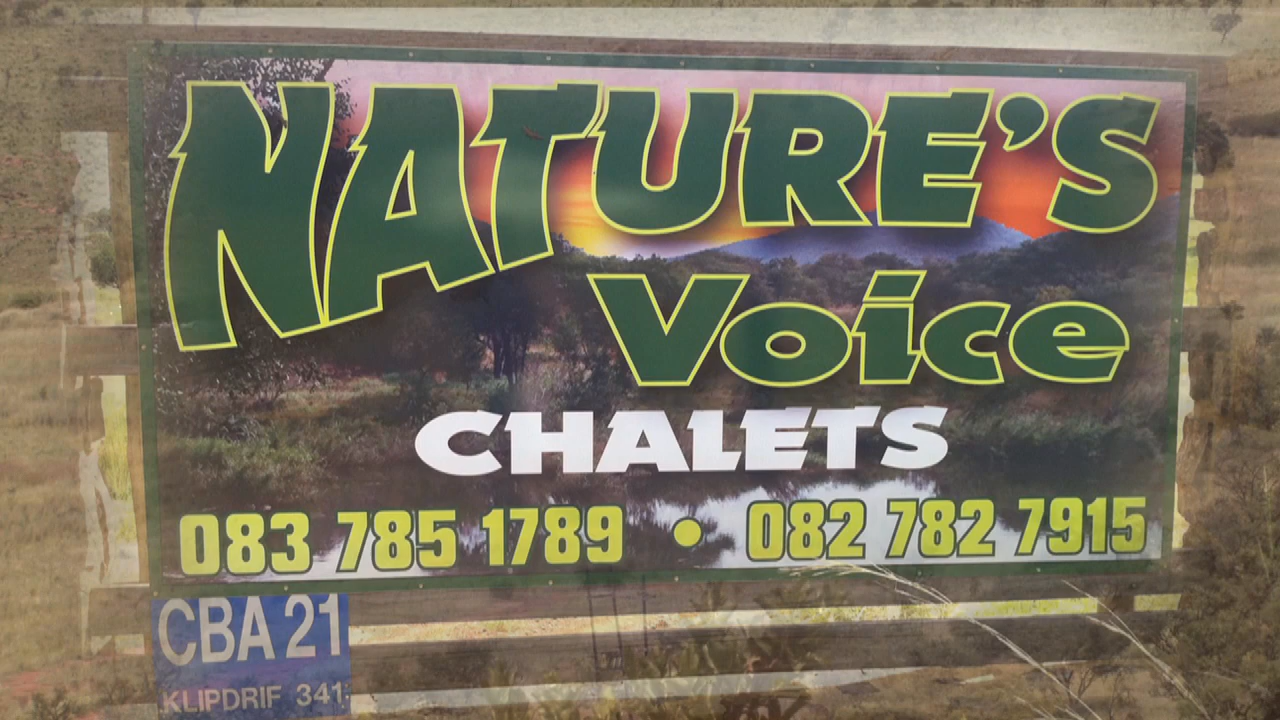 NATURE'S
Voice
CHALETS
083 785 1789 • 082 782 7915
CBA 21
KLIPDRIF 341